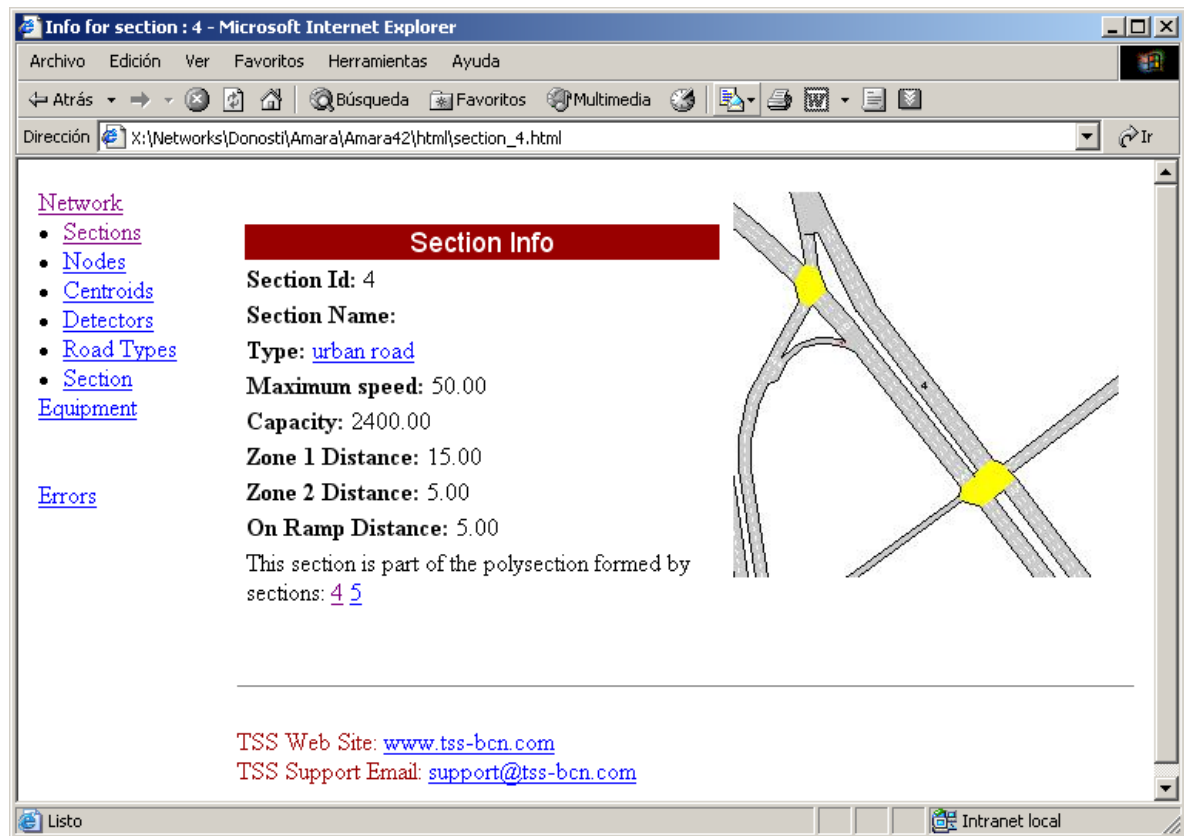 Info for section : 4 - Microsoft Internet Explorer
Archivo Edición Ver Favoritos Herramientas Ayuda
Atrás Búsqueda Favoritos Multimedia
Dirección X:\Networks\Donosti\Amara\Amara42\html\section_4.html Ir
Network
• Sections
• Nodes
• Centroids
• Detectors
• Road Types
• Section
Equipment
Errors
Section Info
Section Id: 4
Section Name:
Type: urban road
Maximum speed: 50.00
Capacity: 2400.00
Zone 1 Distance: 15.00
Zone 2 Distance: 5.00
On Ramp Distance: 5.00
This section is part of the polysection formed by
sections: 4 5
4
TSS Web Site: www.tss-bcn.com
TSS Support Email: support@tss-bcn.com
Listo Intranet local